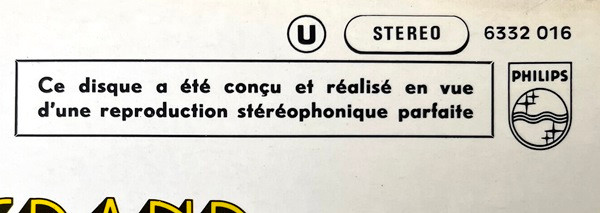 U STEREO 6332 016
Ce disque a été conçu et réalisé en vue
d'une reproduction stéréophonique parfaite
PHILIPS